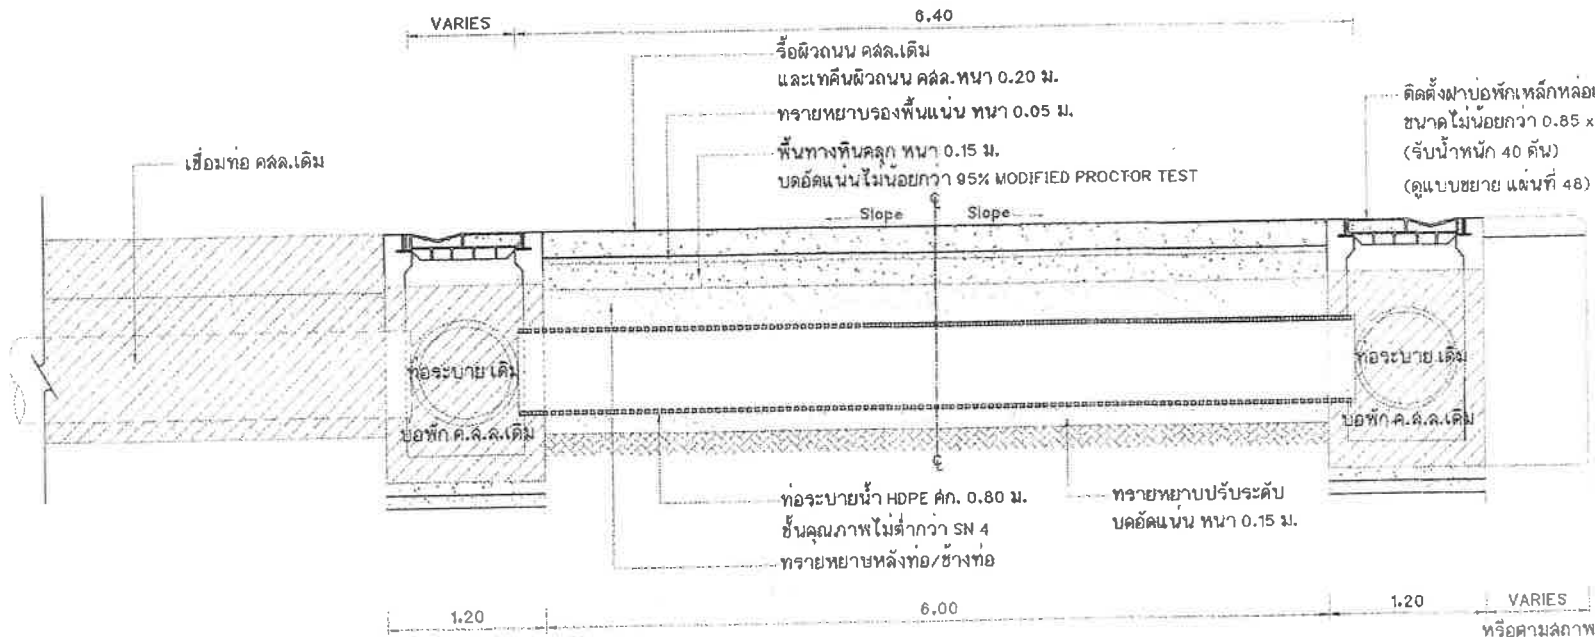 VARIES
6.40
รื้อผิวถนน คสล.เดิม
และเทคืนผิวถนน คสล.หนา 0.20 ม.
ทรายหยาบรองพื้นแน่น หนา 0.05 ม.
พื้นทางหินคลุก หนา 0.15 ม.
บดอัดแน่นไม่น้อยกว่า 95% MODIFIED PROCTOR TEST
ติดตั้งฝาบ่อพักเหล็กหล่อ
ขนาดไม่น้อยกว่า 0.85 x
(รับน้ำหนัก 40 ตัน)
(ดูแบบขยาย แผ่นที่ 48)
เชื่อมท่อ คสล.เดิม
Slope
Slope
ท่อระบายเดิม
ท่อระบายเดิม
บ่อพัก ค.ส.ล.เดิม
บ่อพัก ค.ส.ล.เดิม
ท่อระบายน้ำ HDPE ศก. 0.80 ม.
ชั้นคุณภาพไม่ต่ำกว่า SN 4
ทรายหยาบหลังท่อ/ข้างท่อ
ทรายหยาบปรับระดับ
บดอัดแน่น หนา 0.15 ม.
1.20
6.00
1.20
VARIES
หรือตามสภาพ